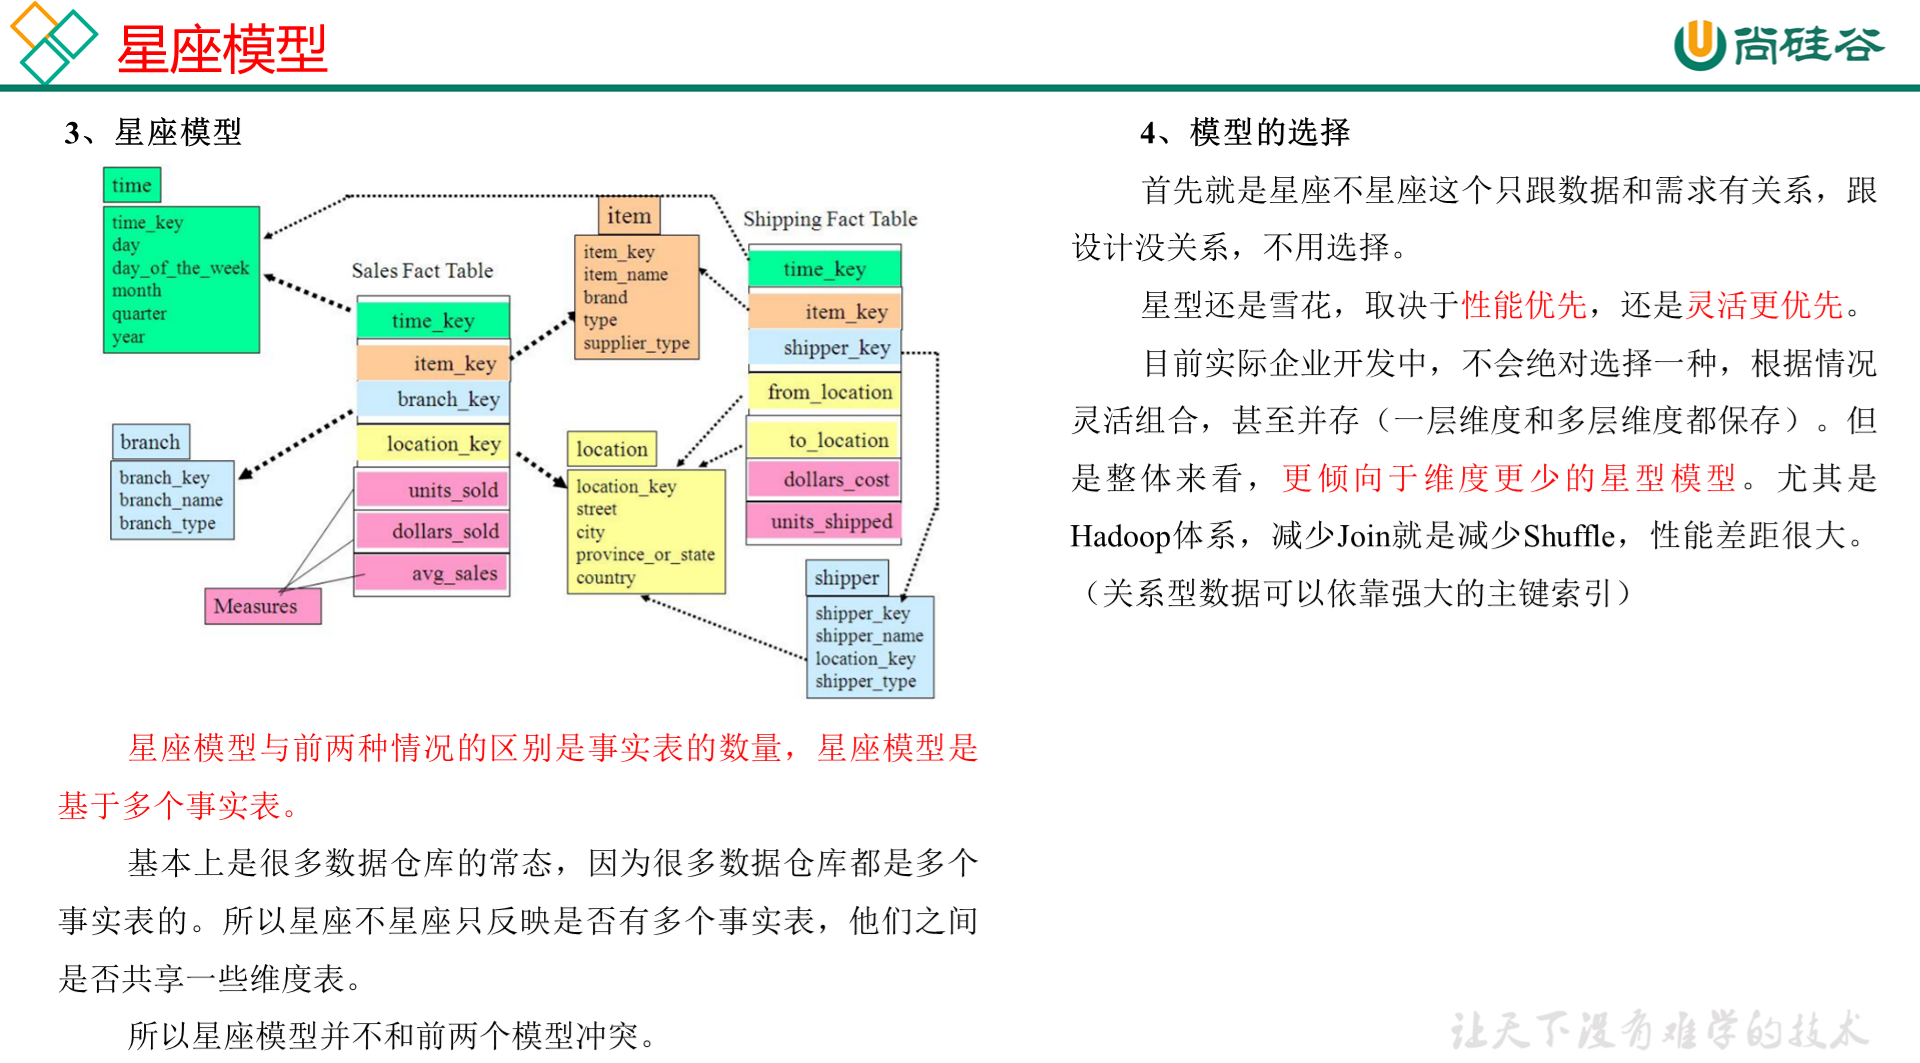 星座模型
尚硅谷
3、星座模型
time
time_key
day
day_of_the_week
month
quarter
year
Sales Fact Table
time_key
item_key
branch_key
location_key
units_sold
dollars_sold
avg_sales
Measures
branch
branch_key
branch_name
branch_type
item
item_key
item_name
brand
type
supplier_type
location
location_key
street
city
province_or_state
country
Shipping Fact Table
time_key
item_key
shipper_key
from_location
to_location
dollars_cost
units_shipped
shipper
shipper_key
shipper_name
location_key
shipper_type
星座模型与前两种情况的区别是事实表的数量，星座模型是
基于多个事实表。
基本上是很多数据仓库的常态，因为很多数据仓库都是多个
事实表的。所以星座不星座只反映是否有多个事实表，他们之间
是否共享一些维度表。
所以星座模型并不和前两个模型冲突。
4、模型的选择
首先就是星座不星座这个只跟数据和需求有关系，跟
设计没关系，不用选择。
星型还是雪花，取决于性能优先，还是灵活更优先。
目前实际企业开发中，不会绝对选择一种，根据情况
灵活组合，甚至并存（一层维度和多层维度都保存）。但
是整体来看，更倾向于维度更少的星型模型。尤其是
Hadoop体系，减少Join就是减少Shuffle，性能差距很大。
（关系型数据可以依靠强大的主键索引）
让天下没有难学的技术